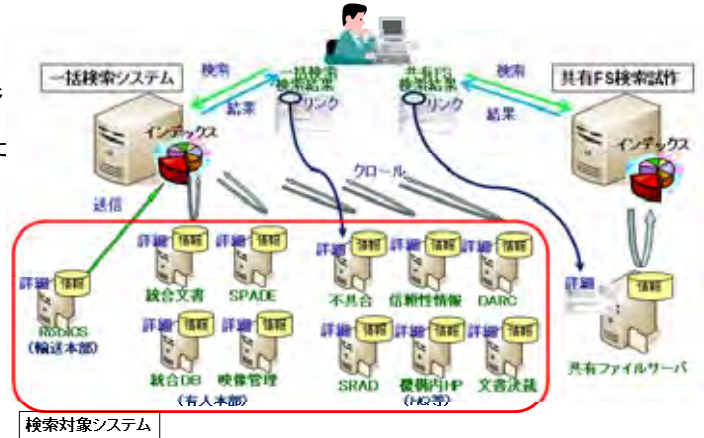 一括検索システム
検索
結果
一括検索
検索結果
リンク
共有FS
検索結果
リンク
検索
結果
共有FS検索試作
インデックス
インデックス
クロール
送信
詳細 情報
RSDICS
(輸送本部)
詳細 情報
統合文書
詳細 情報
SPADE
詳細 情報
不具合
詳細 情報
信頼性情報
詳細 情報
DARC
詳細 情報
統合DB
詳細 情報
映像管理
(有人本部)
詳細 情報
SRAD
詳細 情報
機構内HP
(HQ等)
詳細 情報
文書決裁
詳細
情報
共有ファイルサーバ
検索対象システム